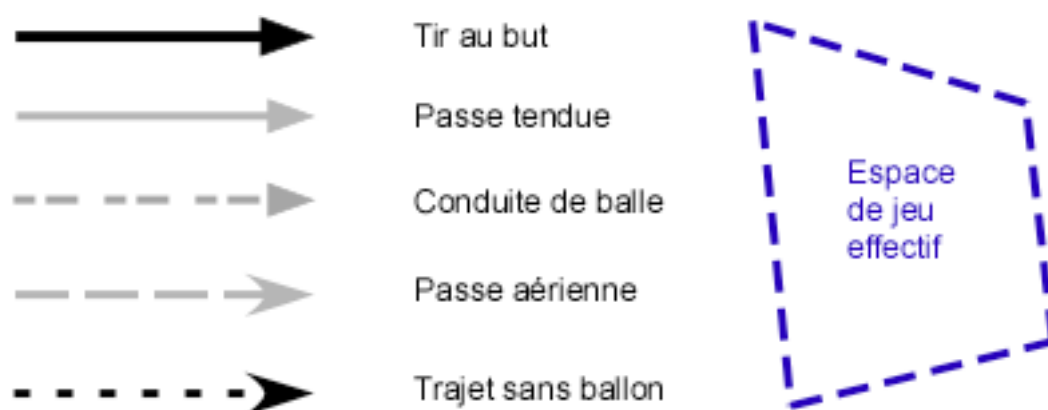 Tir au but
Passe tendue
Conduite de balle
Passe aérienne
Trajet sans ballon
Espace
de jeu
effectif